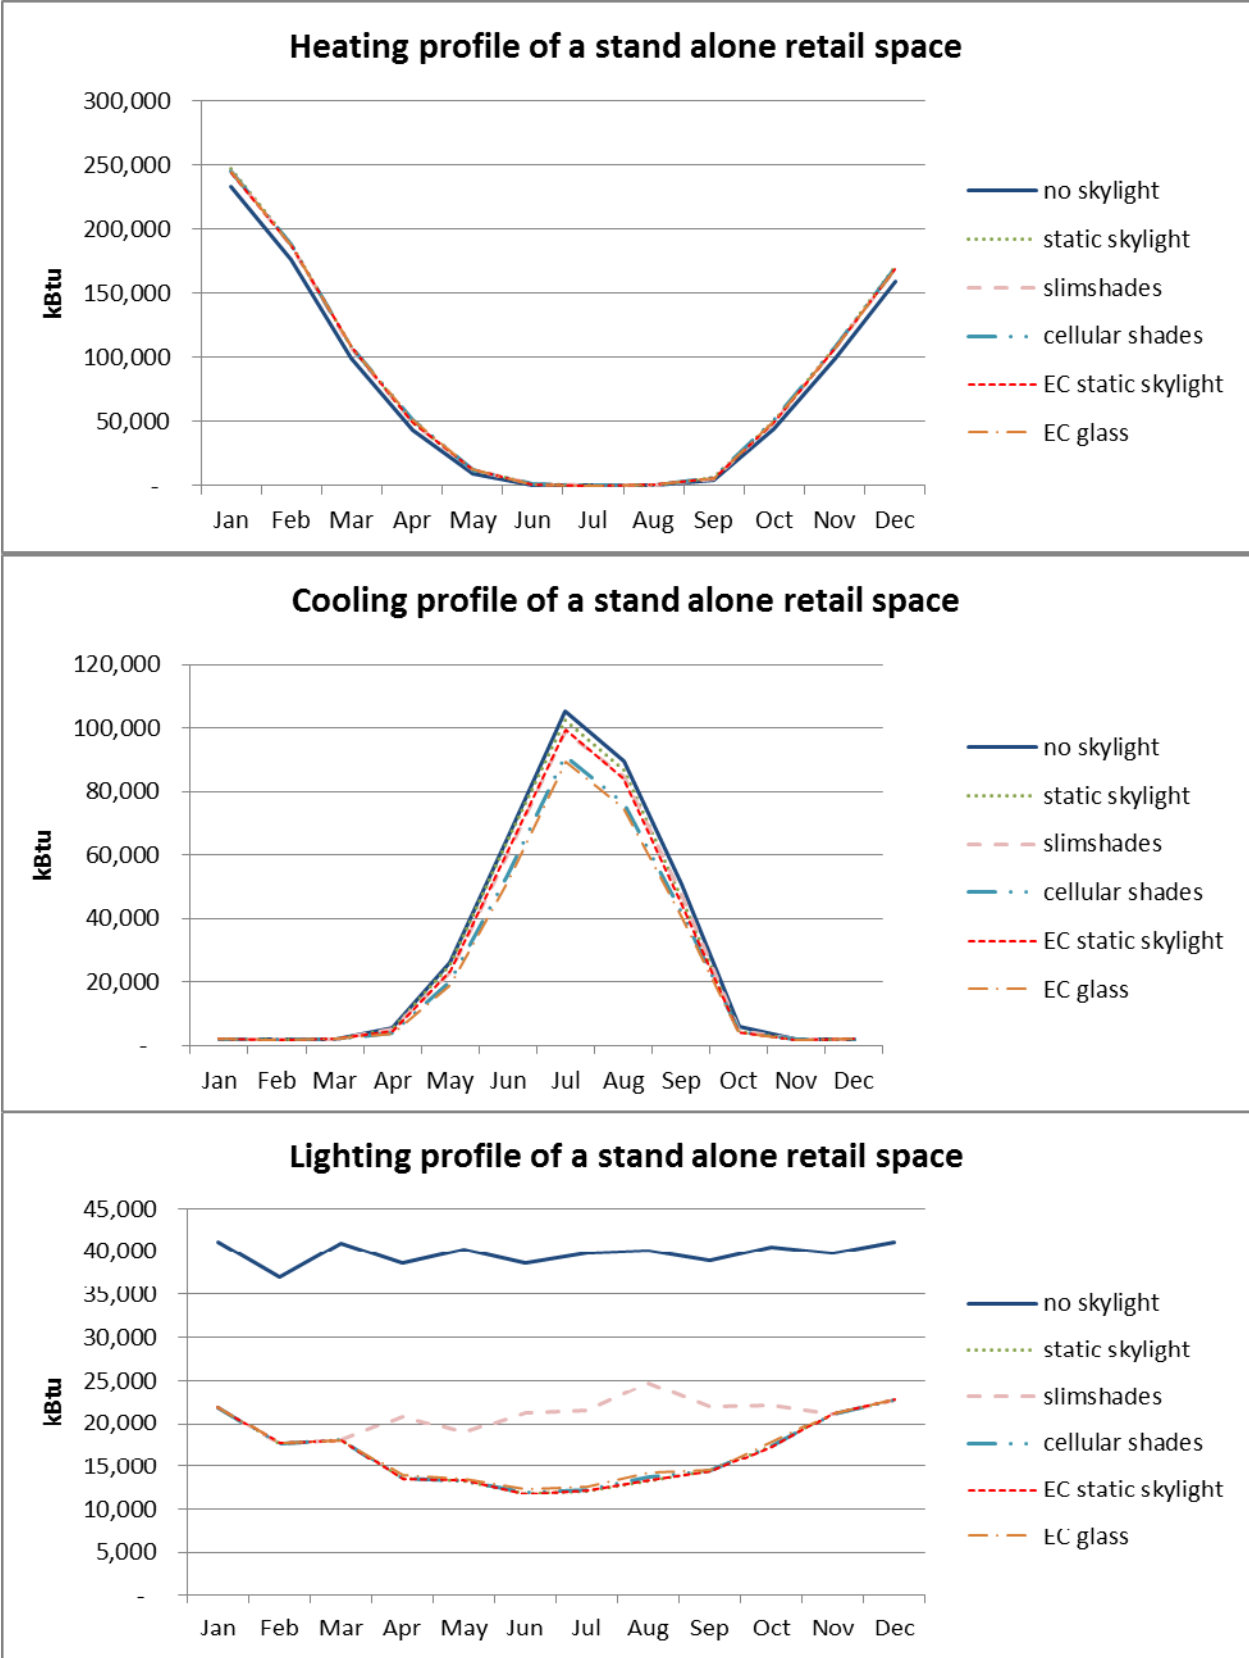 Heating profile of a stand alone retail space
300,000
250,000
200,000
150,000
100,000
50,000
-
kBtu
Jan Feb Mar Apr May Jun Jul Aug Sep Oct Nov Dec
no skylight
static skylight
slimshades
cellular shades
EC static skylight
EC glass
Cooling profile of a stand alone retail space
120,000
100,000
80,000
60,000
40,000
20,000
-
kBtu
Jan Feb Mar Apr May Jun Jul Aug Sep Oct Nov Dec
no skylight
static skylight
slimshades
cellular shades
EC static skylight
EC glass
Lighting profile of a stand alone retail space
45,000
40,000
35,000
30,000
25,000
20,000
15,000
10,000
5,000
-
kBtu
Jan Feb Mar Apr May Jun Jul Aug Sep Oct Nov Dec
no skylight
static skylight
slimshades
cellular shades
EC static skylight
EC glass